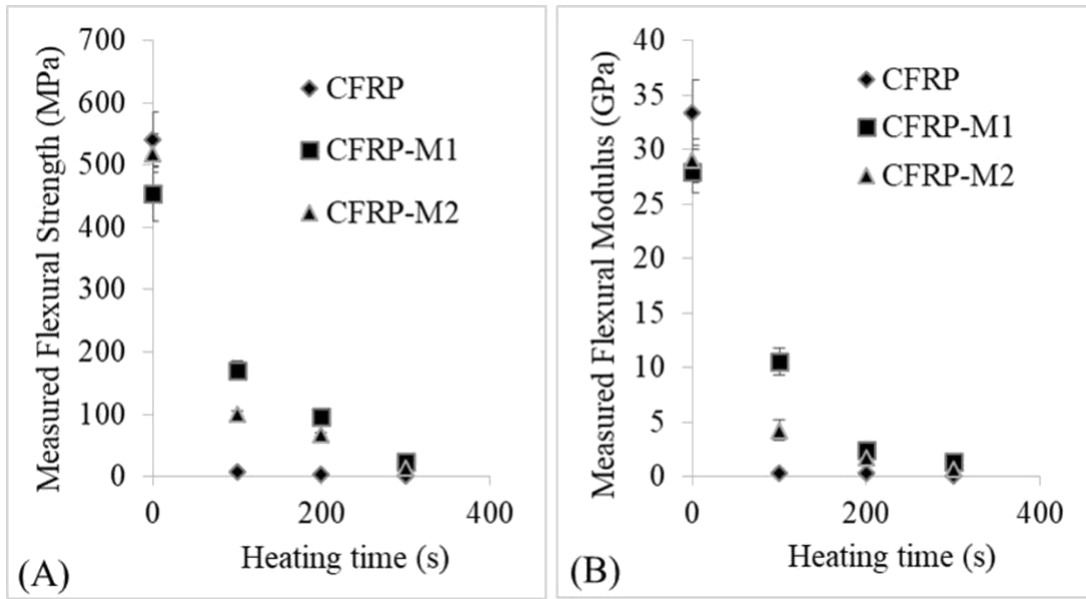 Measured Flexural Strength (MPa)
700
600
500
400
300
200
100
0
0
200
400
Heating time (s)
CFRP
CFRP-M1
CFRP-M2
(A)
Measured Flexural Modulus (GPa)
40
35
30
25
20
15
10
5
0
0
200
400
Heating time (s)
CFRP
CFRP-M1
CFRP-M2
(B)